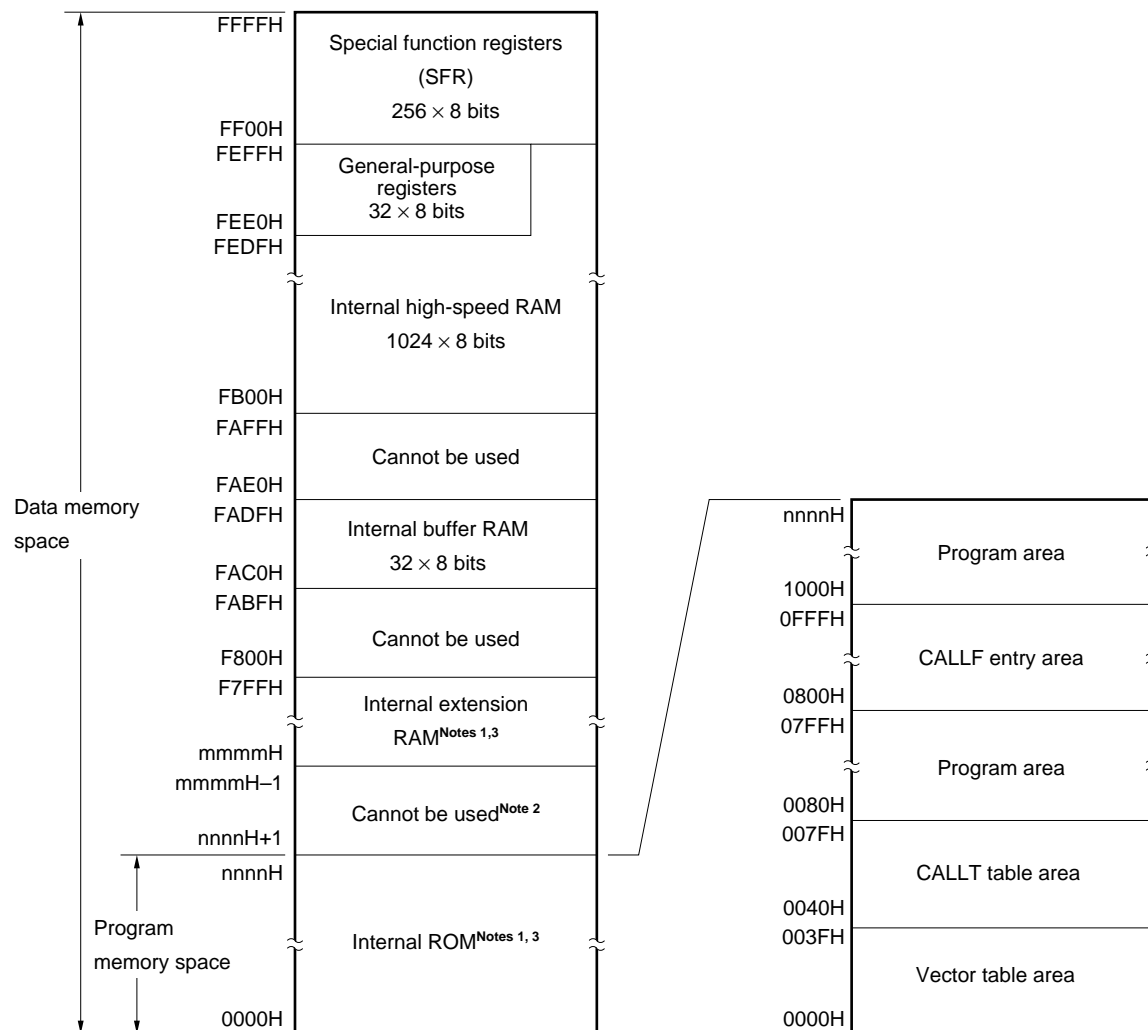 FFFFH
Special function registers
(SFR)
256 × 8 bits
FF00H
FEFFH
General-purpose
registers
32 × 8 bits
FEE0H
FEDFH
Internal high-speed RAM
1024 × 8 bits
FB00H
FAFFH
Cannot be used
FAE0H
FADFH
Internal buffer RAM
32 × 8 bits
FAC0H
FABFH
Cannot be used
F800H
F7FFH
Internal extension
RAMNotes 1,3
mmmmH
mmmmH–1
Cannot be usedNote 2
nnnnH+1
nnnnH
Internal ROMNotes 1, 3
0000H
Data memory
space
Program
memory space
nnnnH
Program area
1000H
0FFFH
CALLF entry area
0800H
07FFH
Program area
0080H
007FH
CALLT table area
0040H
003FH
Vector table area
0000H